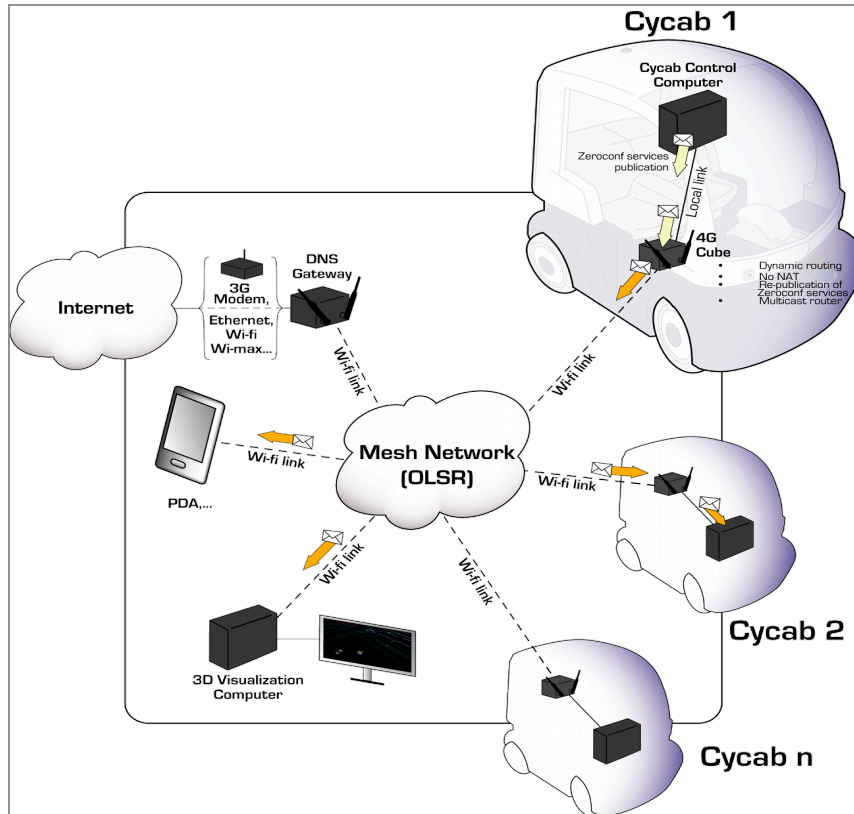 Cycab 1
Cycab Control
Computer
Zeroconf services
publication
Local link
4G
Cube
Dynamic routing
No NAT
Re-publication of
Zeroconf services
Multicast router
DNS
Gateway
3G
Modem,
Ethernet,
Wi-fi
Wi-max...
Internet
Wi-fi link
Wi-fi link
Mesh Network
(OLSR)
Wi-fi link
PDA,...
Wi-fi link
Wi-fi link
Wi-fi link
Cycab 2
3D Visualization
Computer
Cycab n